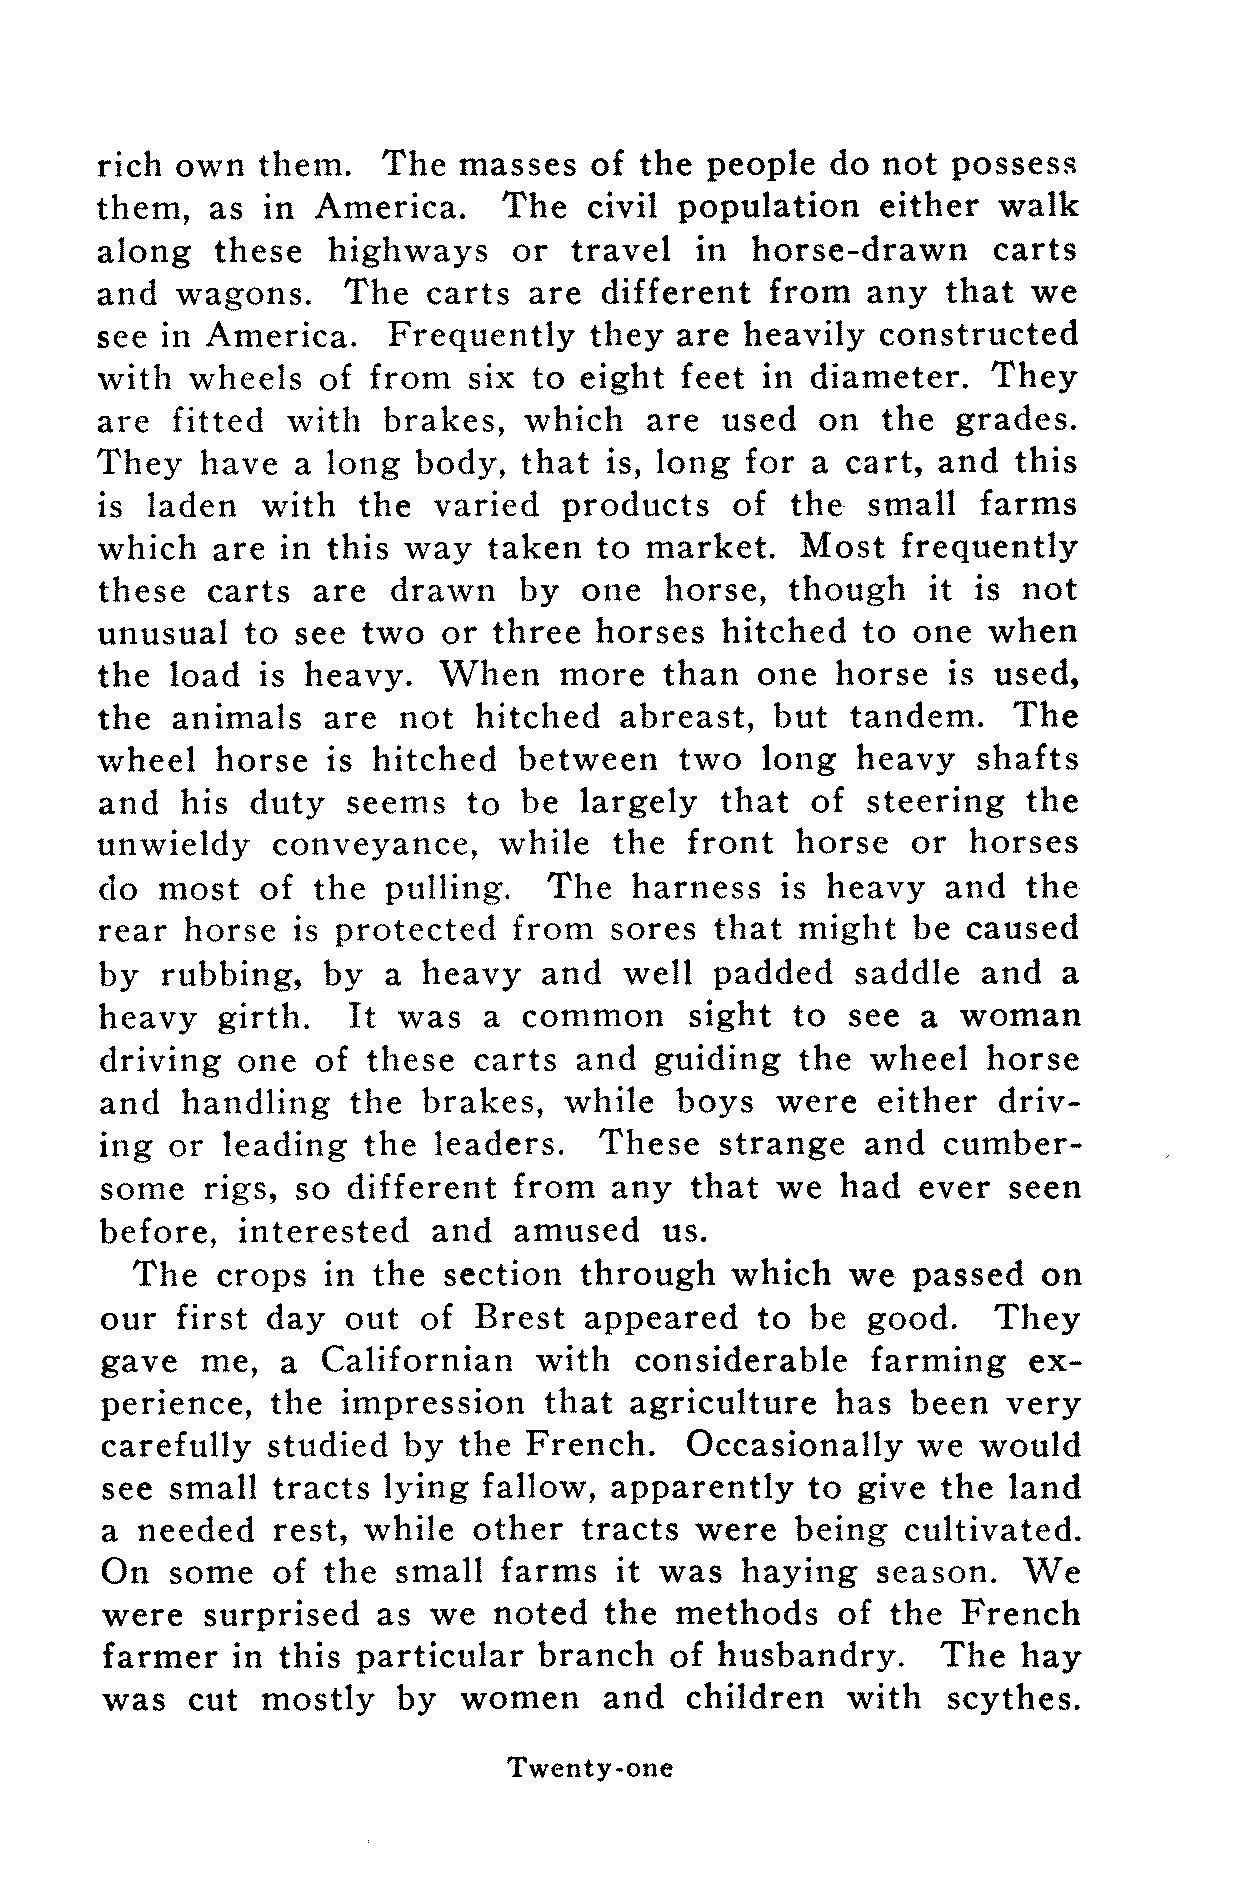 rich own them. The masses of the people do not possess
them, as in America. The civil population either walk
along these highways or travel in horse-drawn carts
and wagons. The carts are different from any that we
see in America. Frequently they are heavily constructed
with wheels of from six to eight feet in diameter. They
are fitted with brakes, which are used on the grades.
They have a long body, that is, long for a cart, and this
is laden with the varied products of the small farms
which are in this way taken to market. Most frequently
these carts are drawn by one horse, though it is not
unusual to see two or three horses hitched to one when
the load is heavy. When more than one horse is used,
the animals are not hitched abreast, but tandem. The
wheel horse is hitched between two long heavy shafts
and his duty seems to be largely that of steering the
unwieldy conveyance, while the front horse or horses
do most of the pulling. The harness is heavy and the
rear horse is protected from sores that might be caused
by rubbing, by a heavy and well padded saddle and a
heavy girth. It was a common sight to see a woman
driving one of these carts and guiding the wheel horse
and handling the brakes, while boys were either driv-
ing or leading the leaders. These strange and cumber-
some rigs, so different from any that we had ever seen
before, interested and amused us.
The crops in the section through which we passed on
our first day out of Brest appeared to be good. They
gave me, a Californian with considerable farming ex-
perience, the impression that agriculture has been very
carefully studied by the French. Occasionally we would
see small tracts lying fallow, apparently to give the land
a needed rest, while other tracts were being cultivated.
On some of the small farms it was haying season. We
were surprised as we noted the methods of the French
farmer in this particular branch of husbandry. The hay
was cut mostly by women and children with scythes.
Twenty-one